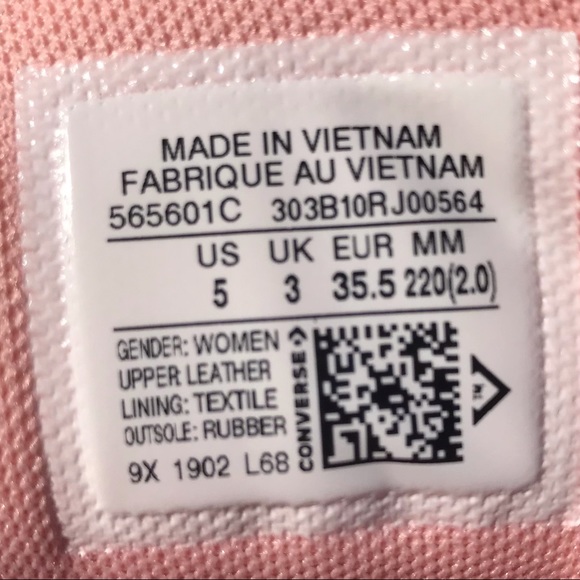 MADE IN VIETNAM
FABRIQUE AU VIETNAM
565601C 303B10RJ00564
US UK EUR MM
5 3 35.5 220(2.0)
GENDER: WOMEN
UPPER LEATHER
LINING: TEXTILE
OUTSOLE: RUBBER
9X 1902 L68
CONVERSE
TM